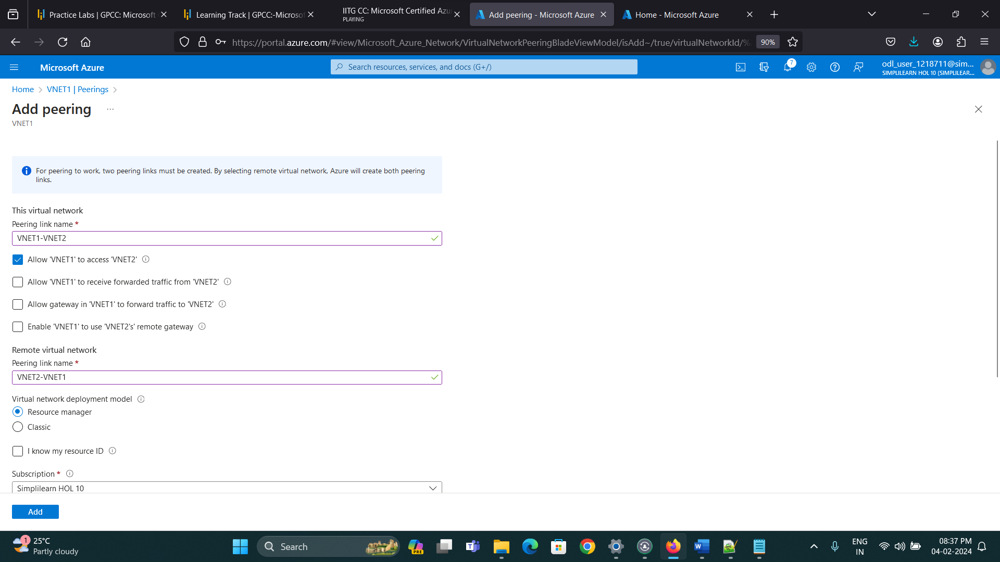 Practice Labs | GPCC: Microsoft
Learning Track | GPCC:-Microsof
IITG CC: Microsoft Certified Azu
PLAYING
Add peering - Microsoft Azure
Home - Microsoft Azure
https://portal.azure.com/#view/Microsoft_Azure_Network/VirtualNetworkPeeringBladeViewModel/isAdd~/true/virtualNetworkId/%
90%
Microsoft Azure
Search resources, services, and docs (G+/)
7
odl_user_1218711@sim...
SIMPLILEARN HOL 10 (SIMPLILEAR...
Home > VNET1 | Peerings >
Add peering ...
VNET1
For peering to work, two peering links must be created. By selecting remote virtual network, Azure will create both peering
links.
This virtual network
Peering link name *
VNET1-VNET2
Allow 'VNET1' to access 'VNET2'
Allow 'VNET1' to receive forwarded traffic from 'VNET2'
Allow gateway in 'VNET1' to forward traffic to 'VNET2'
Enable 'VNET1' to use 'VNET2's' remote gateway
Remote virtual network
Peering link name *
VNET2-VNET1
Virtual network deployment model
Resource manager
Classic
I know my resource ID
Subscription *
Simplilearn HOL 10
Add
1
25°C
Partly cloudy
Search
PRE
ENG
IN
08:37 PM
04-02-2024